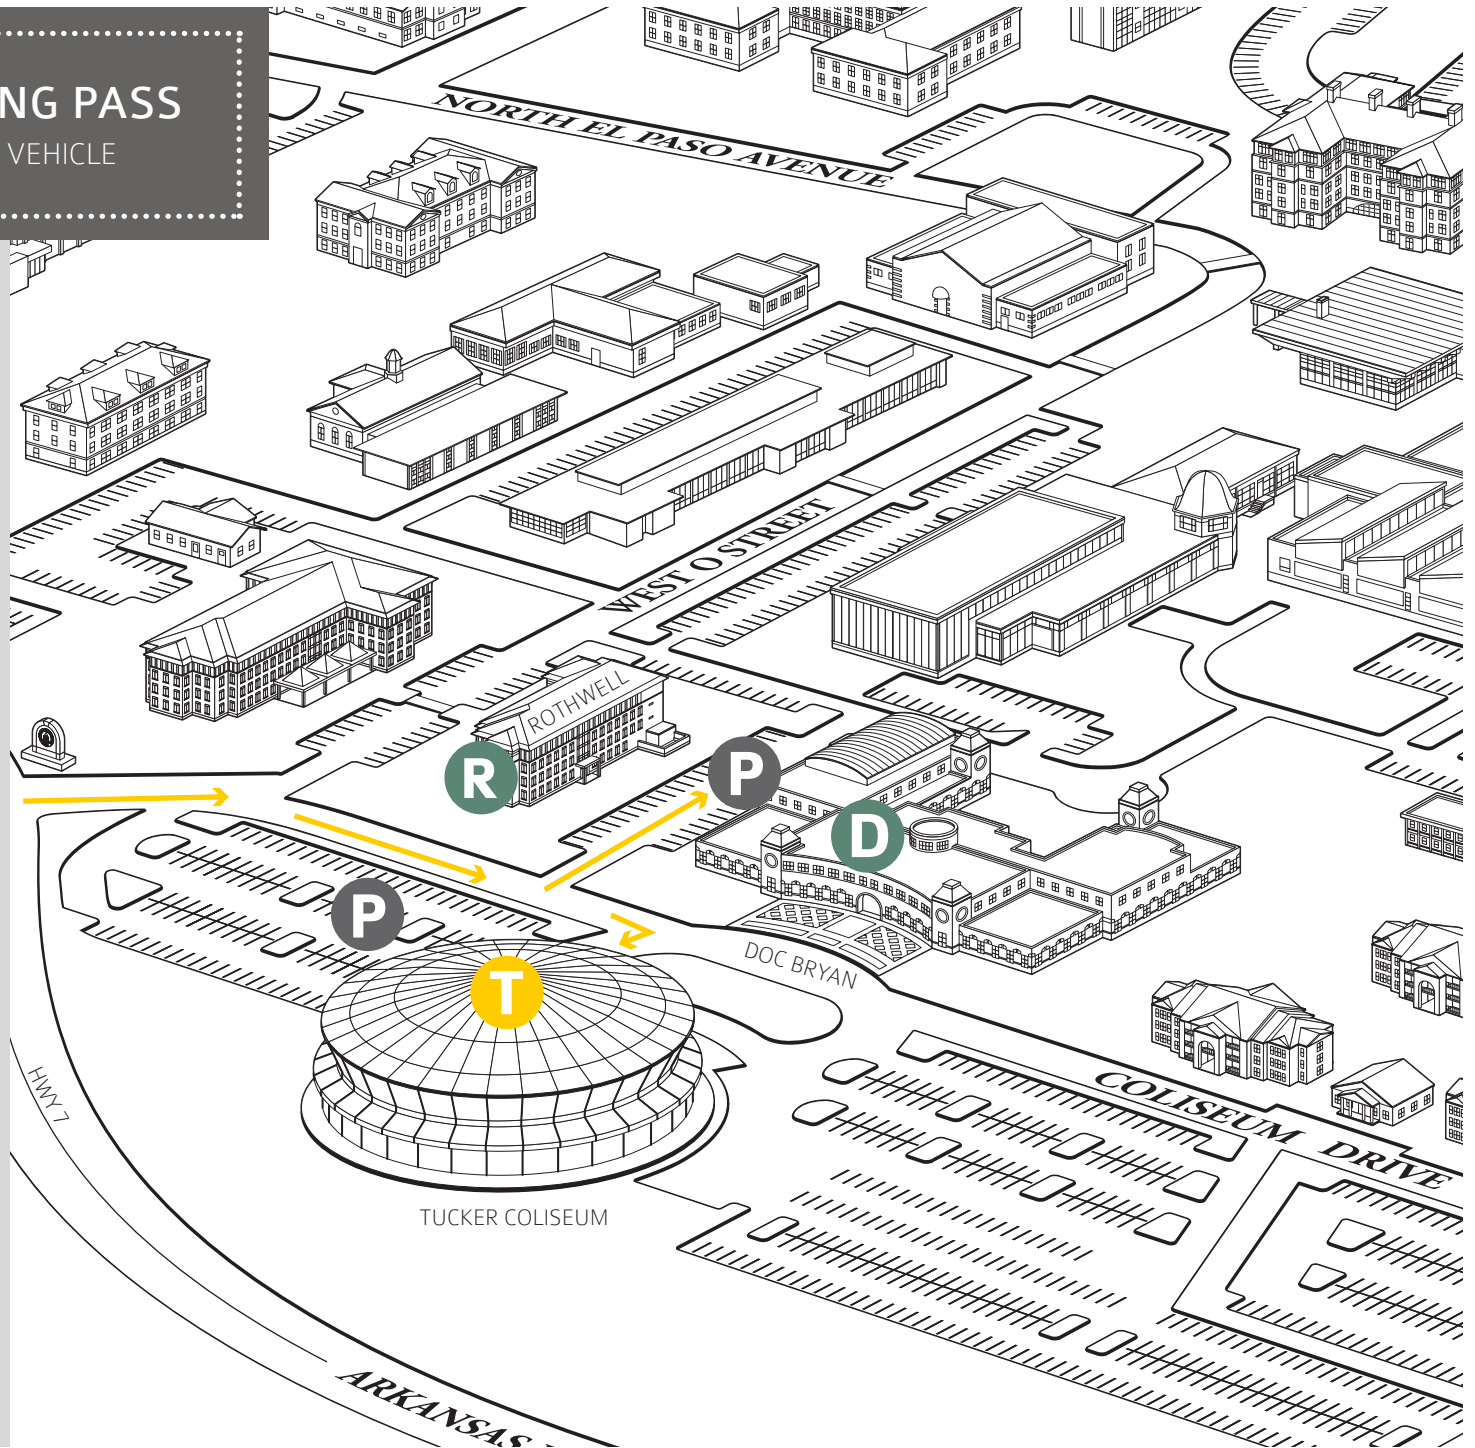 NG PASS
VEHICLE
NORTH EL PASO AVENUE
WEST O STREET
ROTHWELL
R
P
D
P
T
DOC BRYAN
HWY 7
COLISEUM DRIVE
TUCKER COLISEUM
ARKANSAS